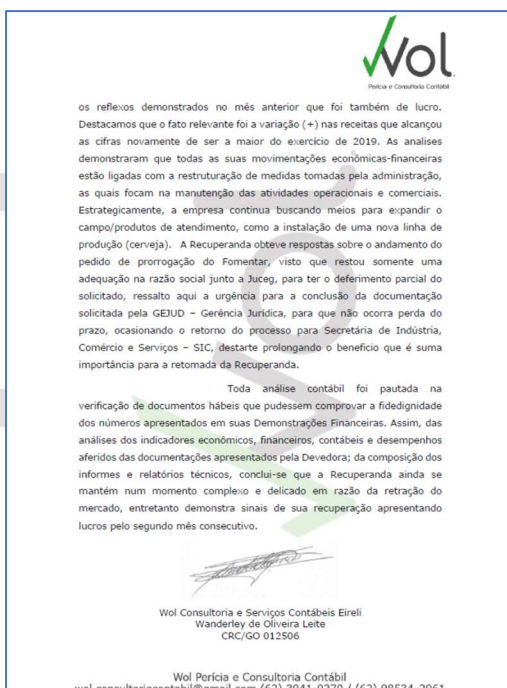 Wol
Perícia e Consultoria Contábil
os reflexos demonstrados no mês anterior que foi também de lucro.
Destacamos que o fato relevante foi a variação (+) nas receitas que alcançou
as cifras novamente de ser a maior do exercício de 2019. As analises
demonstraram que todas as suas movimentações econômicas-financeiras
estão ligadas com a restruturação de medidas tomadas pela administração,
as quais focam na manutenção das atividades operacionais e comerciais.
Estrategicamente, a empresa continua buscando meios para expandir o
campo/produtos de atendimento, como a instalação de uma nova linha de
produção (cerveja). A Recuperanda obteve respostas sobre o andamento do
pedido de prorrogação do Fomentar, visto que restou somente uma
adequação na razão social junto a Juceg, para ter o deferimento parcial do
solicitado, ressalto aqui a urgência para a conclusão da documentação
solicitada pela GEJUD – Gerência Jurídica, para que não ocorra perda do
prazo, ocasionando o retorno do processo para Secretária de Indústria,
Comércio e Serviços – SIC, destarte prolongando o beneficio que é suma
importância para a retomada da Recuperanda.
Toda análise contábil foi pautada na
verificação de documentos hábeis que pudessem comprovar a fidedignidade
dos números apresentados em suas Demonstrações Financeiras. Assim, das
análises dos indicadores econômicos, financeiros, contábeis e desempenhos
aferidos das documentações apresentados pela Devedora; da composição dos
informes e relatórios técnicos, conclui-se que a Recuperanda ainda se
mantém num momento complexo e delicado em razão da retração do
mercado, entretanto demonstra sinais de sua recuperação apresentando
lucros pelo segundo mês consecutivo.
Wol Consultoria e Serviços Contábeis Eireli
Wanderley de Oliveira Leite
CRC/GO 012506
Wol Perícia e Consultoria Contábil